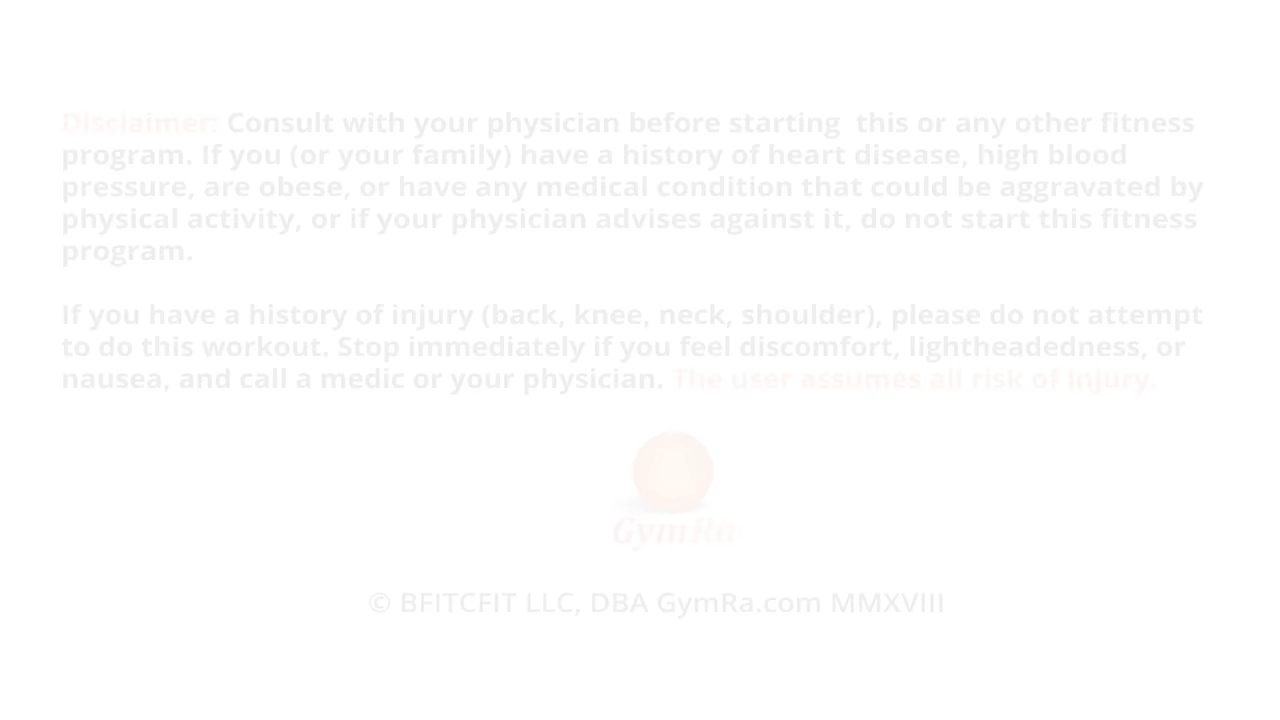 Disclaimer: Consult with your physician before starting  this or any other fitness
program. If you (or your family) have a history of heart disease, high blood
pressure, are obese, or have any medical condition that could be aggravated by
physical activity, or if your physician advises against it, do not start this fitness
program.
If you have a history of injury (back, knee, neck, shoulder), please do not attempt
to do this workout. Stop immediately if you feel discomfort, lightheadedness, or
nausea, and call a medic or your physician. The user assumes all risk of injury.
GymRa
© BFITCFIT LLC, DBA GymRa.com MMXVIII